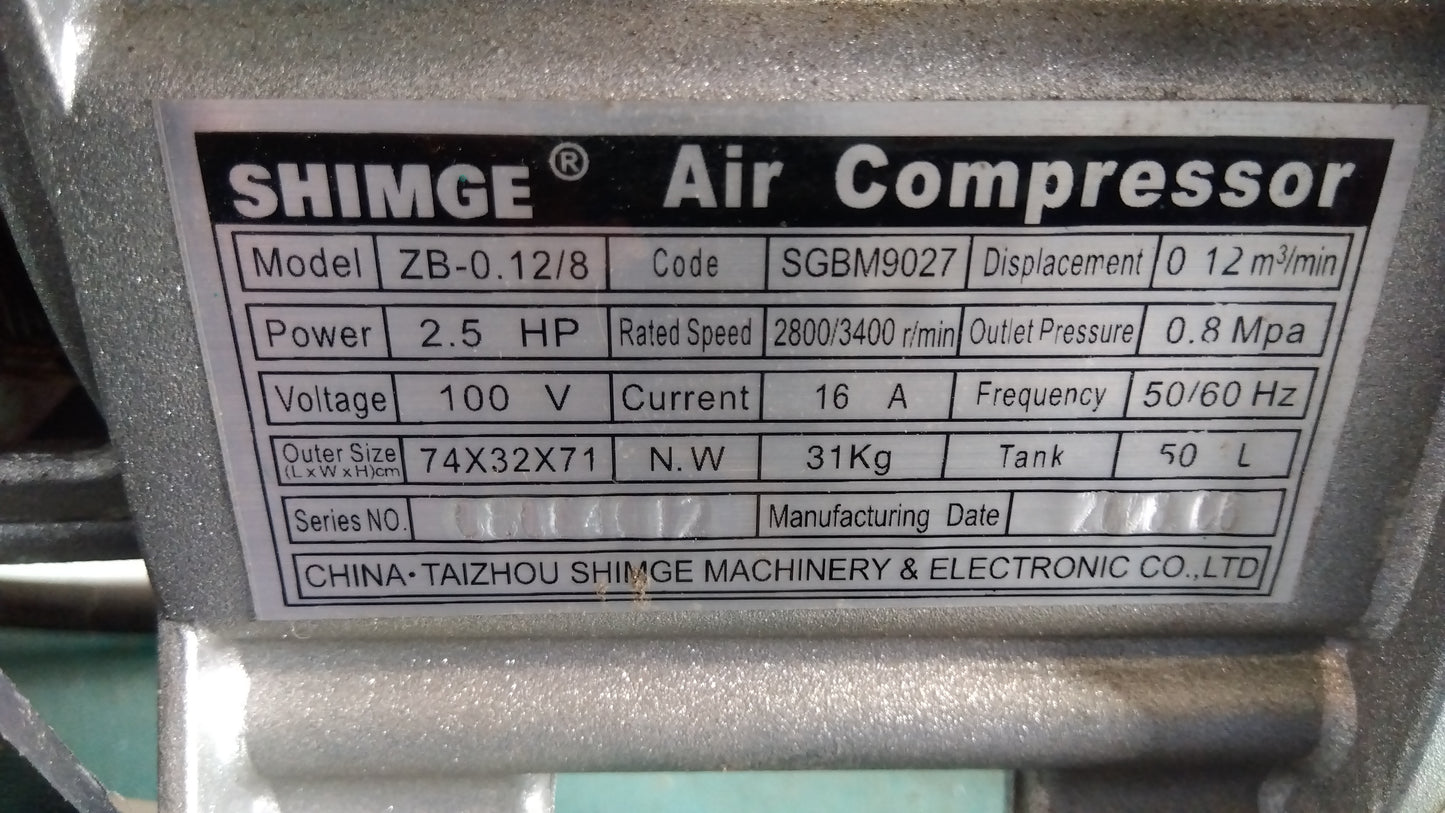 SHIMGE® Air Compressor
Model ZB-0.12/8 Code SGBM9027 Displacement 0 12 m³/min
Power 2.5 HP Rated Speed 2800/3400 r/min Outlet Pressure 0.8 Mpa
Voltage 100 V Current 16 A Frequency 50/60 Hz
Outer Size (LxWxH)cm 74X32X71 N.W 31Kg Tank 50 L
Series NO. Manufacturing Date
CHINA·TAIZHOU SHIMGE MACHINERY & ELECTRONIC CO.,LTD